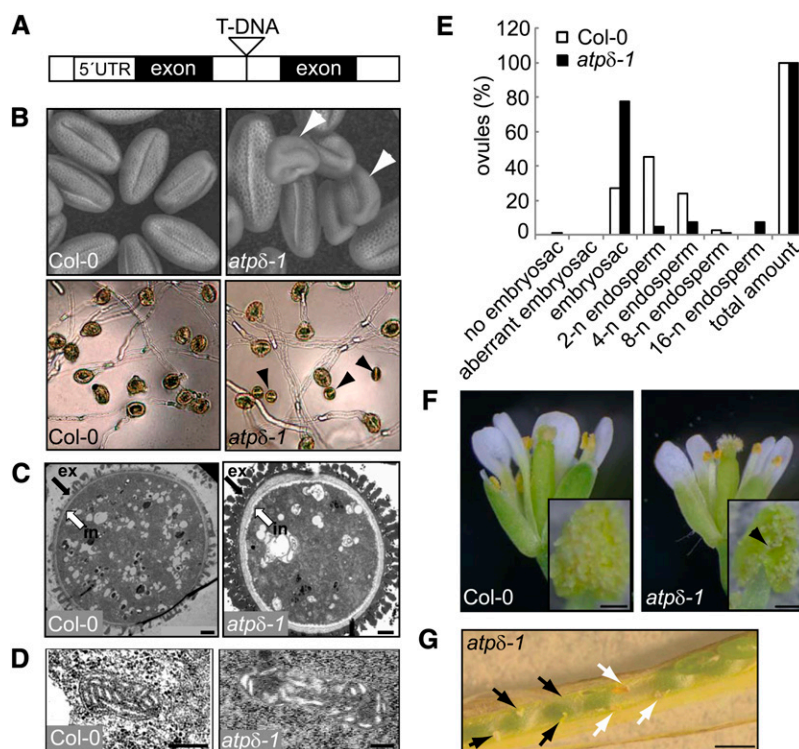 A
T-DNA
5´UTR exon exon
B
Col-0 atpδ-1
Col-0 atpδ-1
C
ex in Col-0
ex in atpδ-1
D
Col-0 atpδ-1
E
Col-0
atpδ-1
ovules (%)
120
100
80
60
40
20
0
no embryosac
aberrant embryosac
embryosac
2-n endosperm
4-n endosperm
8-n endosperm
16-n endosperm
total amount
F
Col-0 atpδ-1
G
atpδ-1